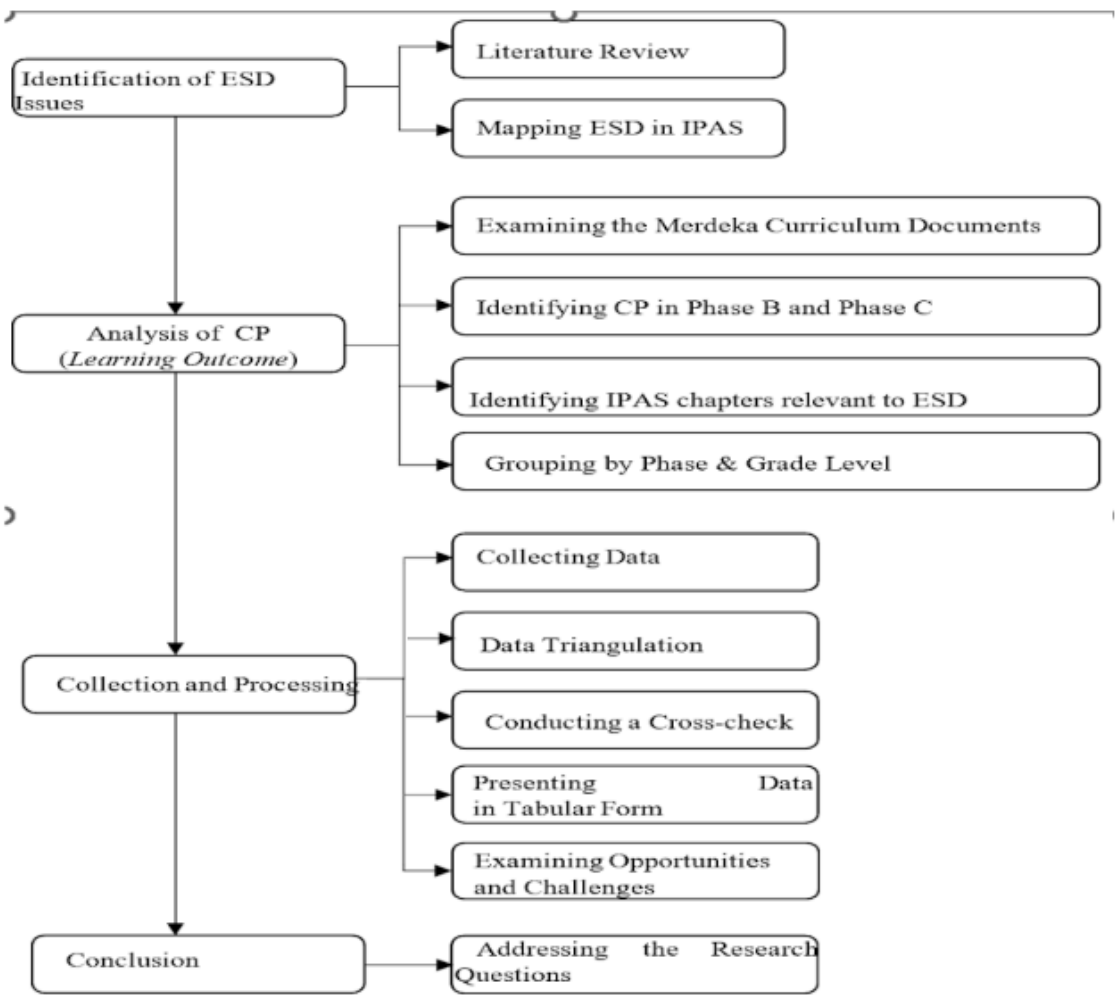 Identification of ESD
Issues
Literature Review
Mapping ESD in IPAS
Analysis of CP
(Learning Outcome)
Examining the Merdeka Curriculum Documents
Identifying CP in Phase B and Phase C
Identifying IPAS chapters relevant to ESD
Grouping by Phase & Grade Level
Collection and Processing
Collecting Data
Data Triangulation
Conducting a Cross-check
Presenting Data
in Tabular Form
Examining Opportunities
and Challenges
Conclusion
Addressing the Research
Questions